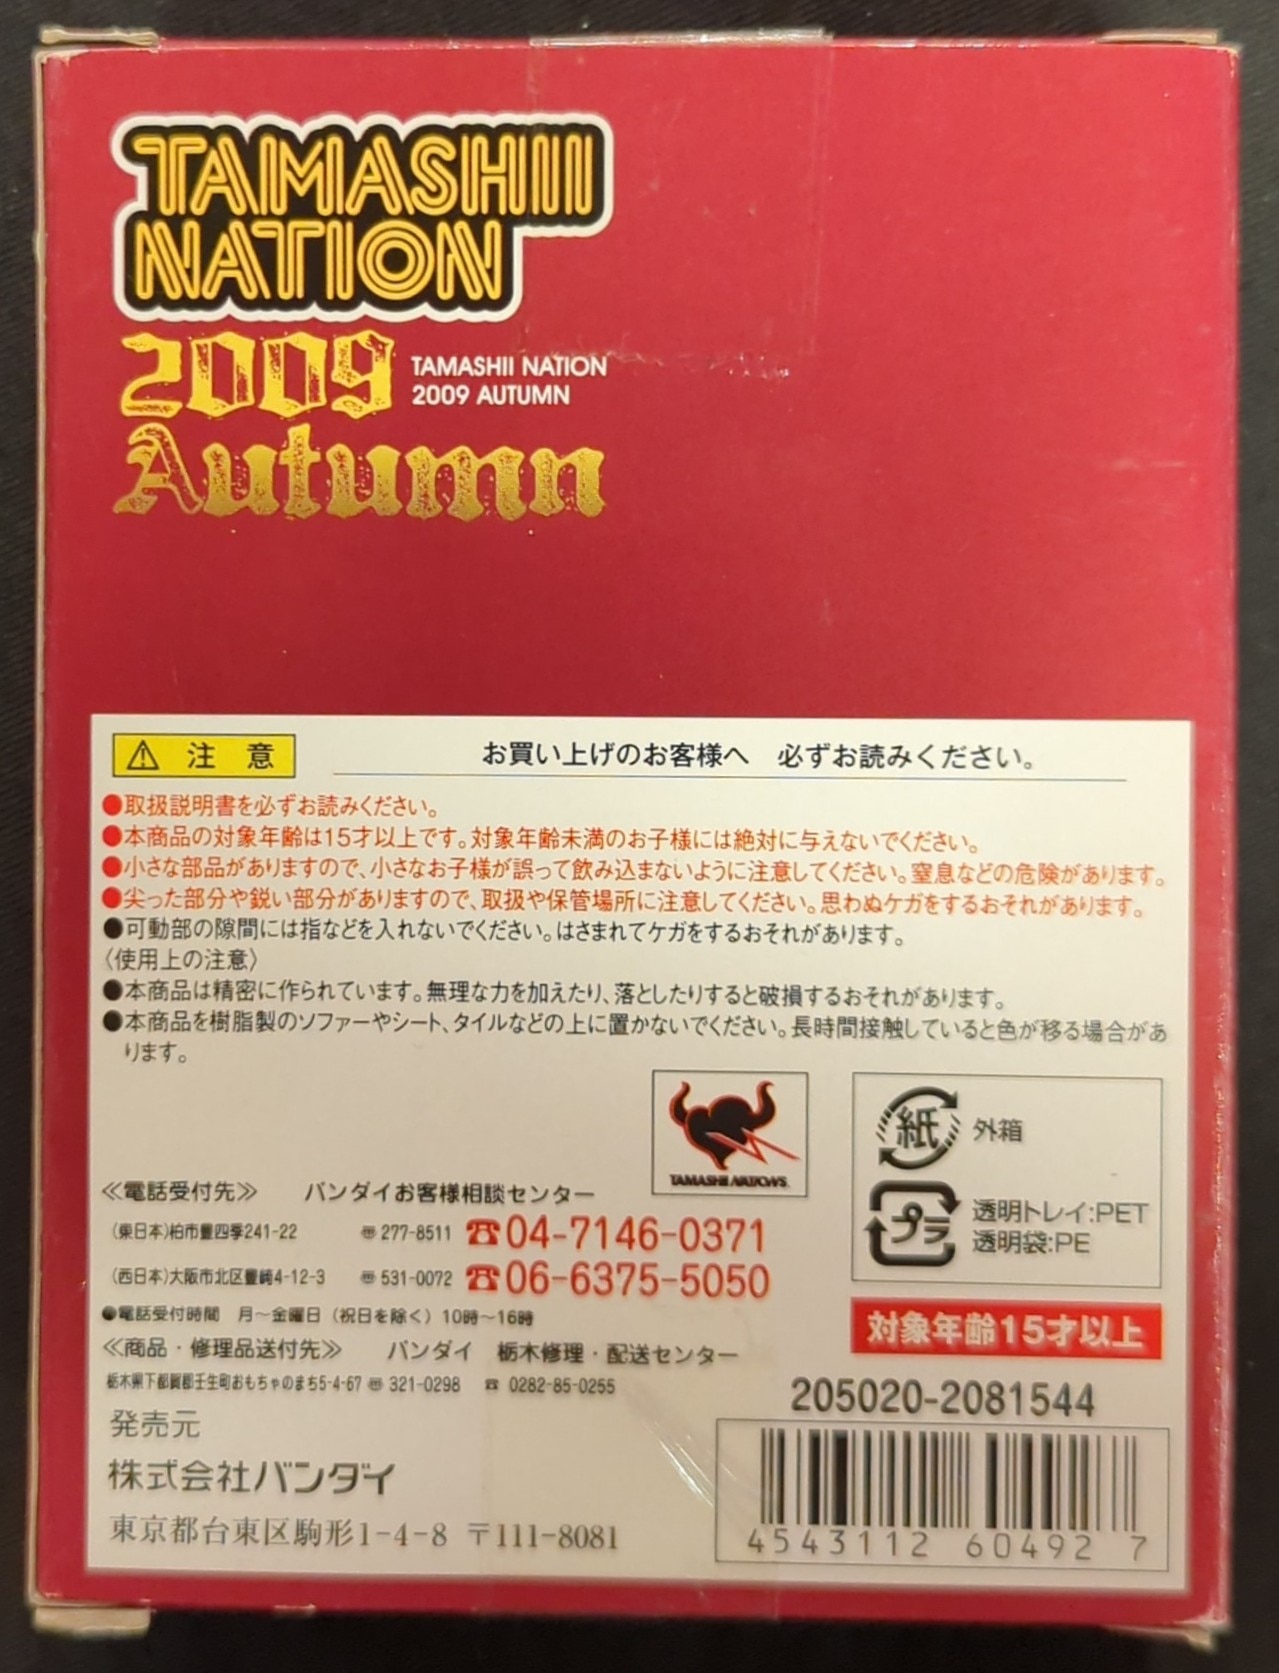 TAMASHII
NATION
2009
TAMASHII NATION
2009 AUTUMN
Autumn
注 意
お買い上げのお客様へ 必ずお読みください。
●取扱説明書を必ずお読みください。
●本商品の対象年齢は15才以上です。対象年齢未満のお子様には絶対に与えないでください。
●小さな部品がありますので、小さなお子様が誤って飲み込まないように注意してください。窒息などの危険があります。
●尖った部分や鋭い部分がありますので、取扱や保管場所に注意してください。思わぬケガをするおそれがあります。
●可動部の隙間には指などを入れないでください。はさまれてケガをするおそれがあります。
〈使用上の注意〉
●本商品は精密に作られています。無理な力を加えたり、落としたりすると破損するおそれがあります。
●本商品を樹脂製のソファーやシート、タイルなどの上に置かないでください。長時間接触していると色が移る場合があ
ります。
TAMASHII NATIONS
紙 外箱
プラ 透明トレイ:PET
透明袋:PE
≪電話受付先≫ バンダイお客様相談センター
(東日本)柏市豊四季241-22 〠 277-8511 ☎04-7146-0371
(西日本)大阪市北区豊崎4-12-3 〠 531-0072 ☎06-6375-5050
●電話受付時間 月～金曜日(祝日を除く)10時～16時
≪商品・修理品送付先≫ バンダイ 栃木修理・配送センター
栃木県下都賀郡壬生町おもちゃのまち5-4-67 〠 321-0298 ☎ 0282-85-0255
対象年齢15才以上
発売元
株式会社バンダイ
東京都台東区駒形1-4-8 〒111-8081
205020-2081544
4543112 604927